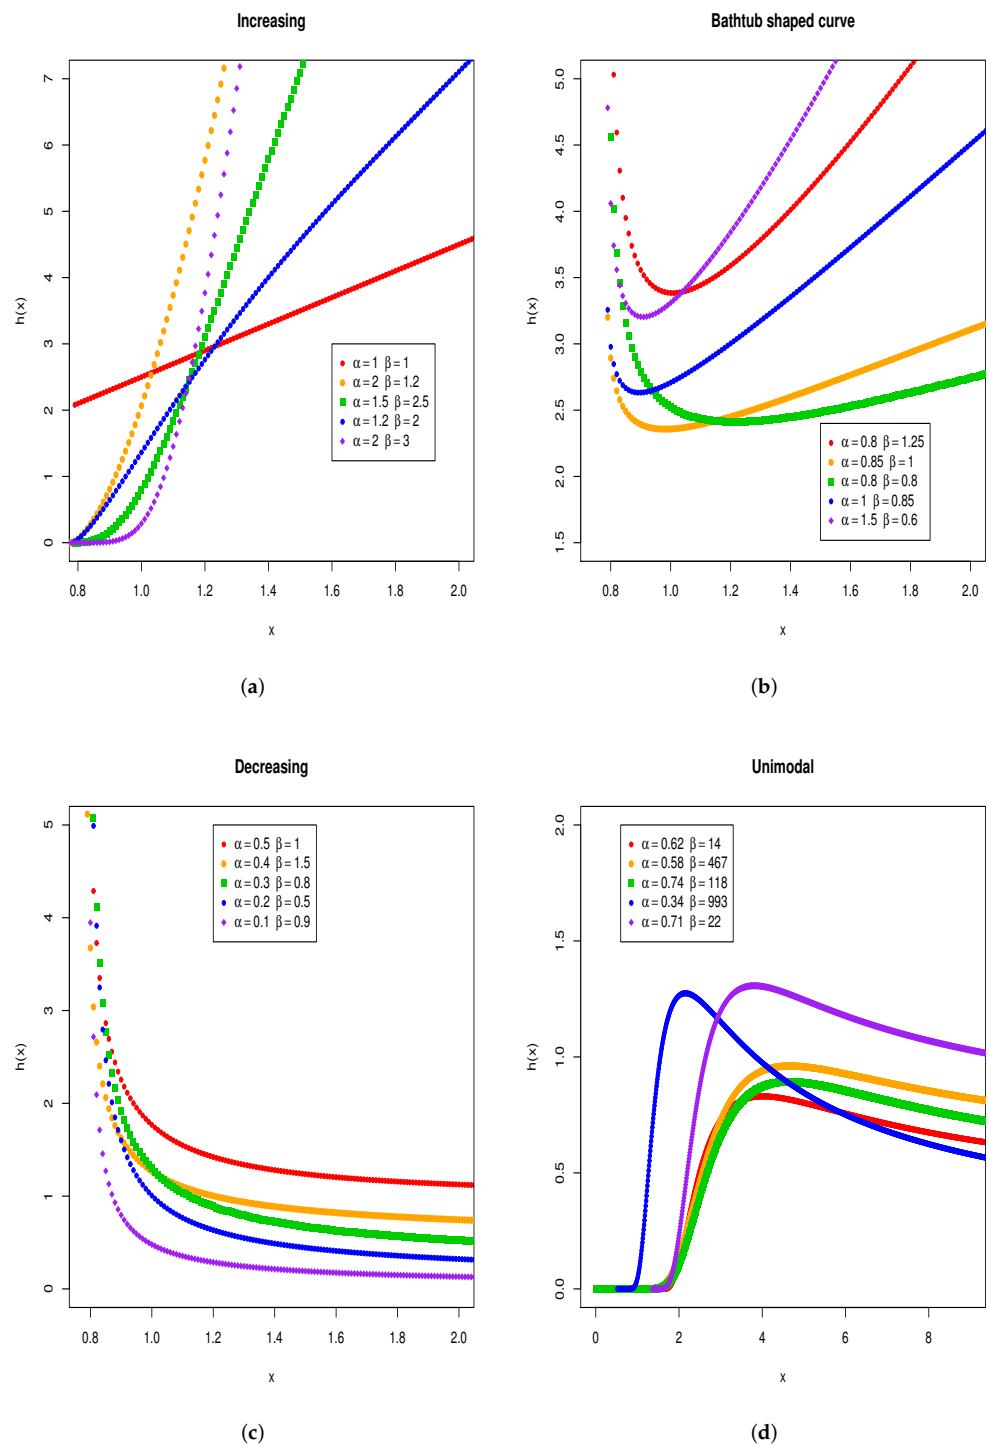 Increasing
h(x)
7
6
5
4
3
2
1
0
α = 1 β = 1
α = 2 β = 1.2
α = 1.5 β = 2.5
α = 1.2 β = 2
α = 2 β = 3
0.8 1.0 1.2 1.4 1.6 1.8 2.0
x
(a)
Bathtub shaped curve
h(x)
5.0
4.5
4.0
3.5
3.0
2.5
2.0
1.5
α = 0.8 β = 1.25
α = 0.85 β = 1
α = 0.8 β = 0.8
α = 1 β = 0.85
α = 1.5 β = 0.6
0.8 1.0 1.2 1.4 1.6 1.8 2.0
x
(b)
Decreasing
h(x)
5
4
3
2
1
0
α = 0.5 β = 1
α = 0.4 β = 1.5
α = 0.3 β = 0.8
α = 0.2 β = 0.5
α = 0.1 β = 0.9
0.8 1.0 1.2 1.4 1.6 1.8 2.0
x
(c)
Unimodal
h(x)
2.0
1.5
1.0
0.5
0.0
α = 0.62 β = 14
α = 0.58 β = 467
α = 0.74 β = 118
α = 0.34 β = 993
α = 0.71 β = 22
0 2 4 6 8
x
(d)